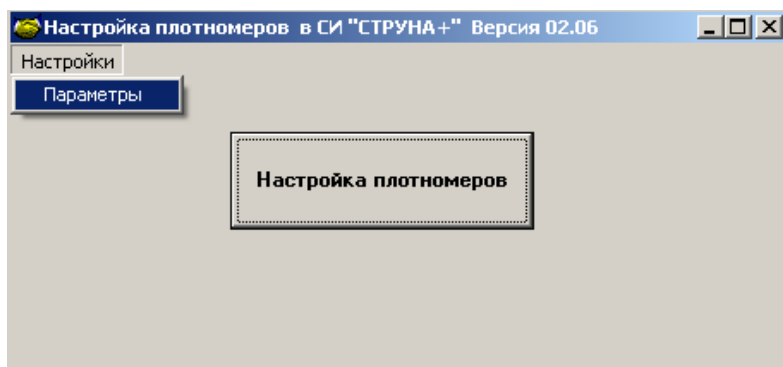 Настройка плотномеров в СИ "СТРУНА+" Версия 02.06
Настройки
Параметры
Настройка плотномеров